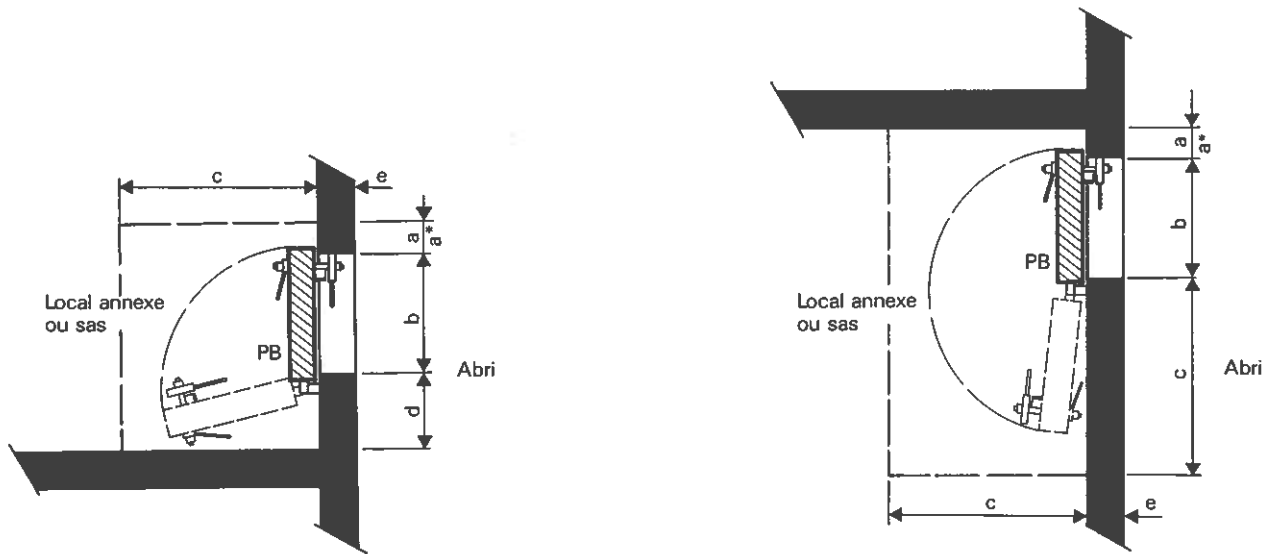 c
e
a
a*
b
d
Local annexe
ou sas
PB
Abri
a
a*
b
c
PB
Local annexe
ou sas
Abri
c
e